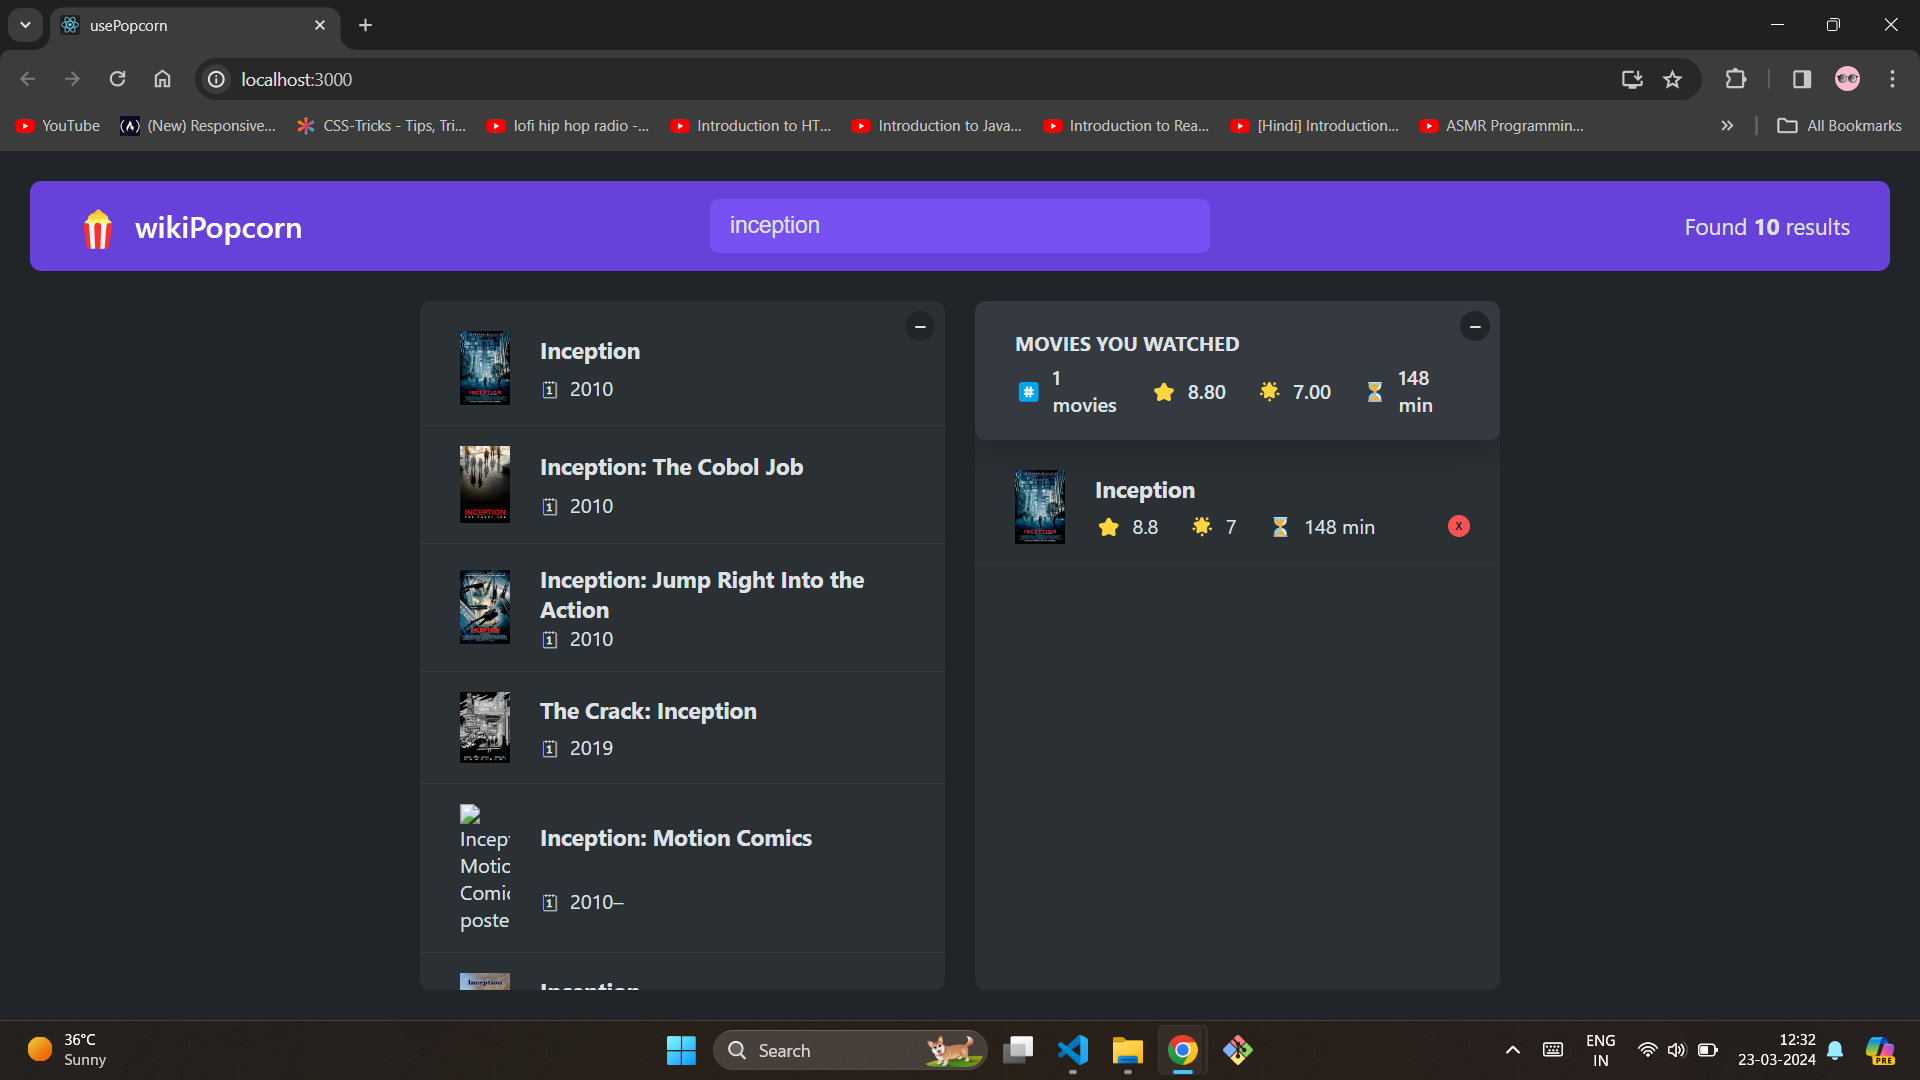 usePopcorn
localhost:3000
YouTube
(New) Responsive...
CSS-Tricks - Tips, Tri...
lofi hip hop radio -...
Introduction to HT...
Introduction to Java...
Introduction to Rea...
[Hindi] Introduction...
ASMR Programmin...
All Bookmarks
wikiPopcorn
inception
Found 10 results
Inception
2010
Inception: The Cobol Job
2010
Inception: Jump Right Into the
Action
2010
The Crack: Inception
2019
Incep
Motic
Comic
poste
Inception: Motion Comics
2010–
Inception
Inception
MOVIES YOU WATCHED
1
movies
8.80
7.00
148
min
Inception
8.8
7
148 min
X
36°C
Sunny
Search
ENG
IN
12:32
23-03-2024
PRE